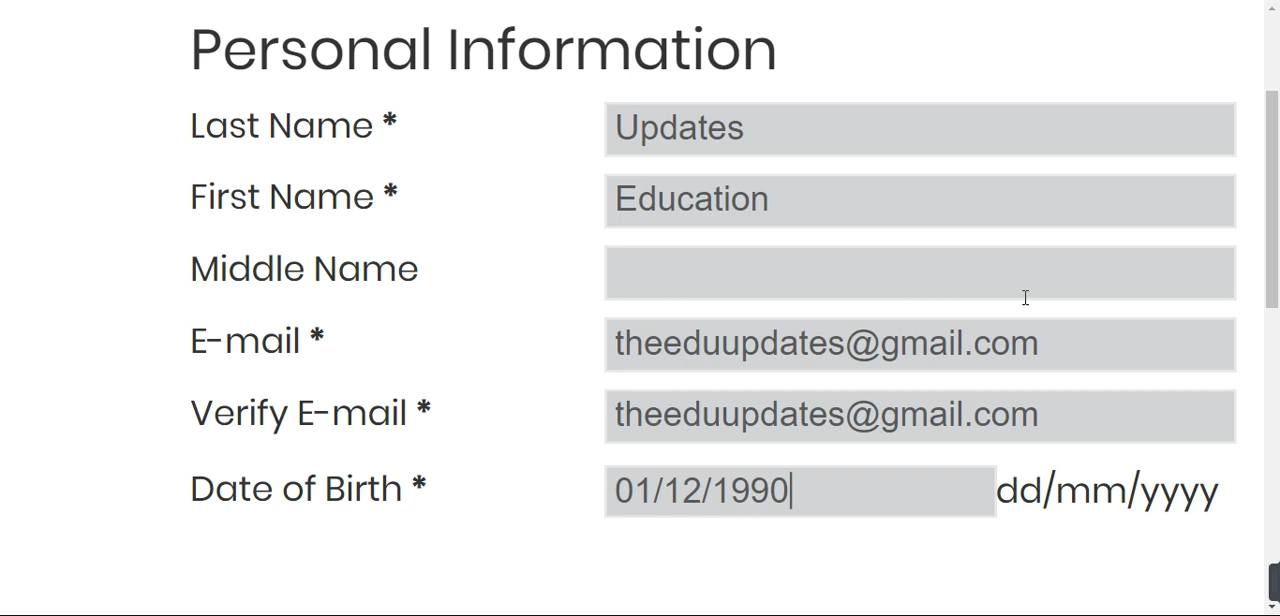 Personal Information
Last Name * Updates
First Name * Education
Middle Name
E-mail * theeduupdates@gmail.com
Verify E-mail * theeduupdates@gmail.com
Date of Birth * 01/12/1990 dd/mm/yyyy